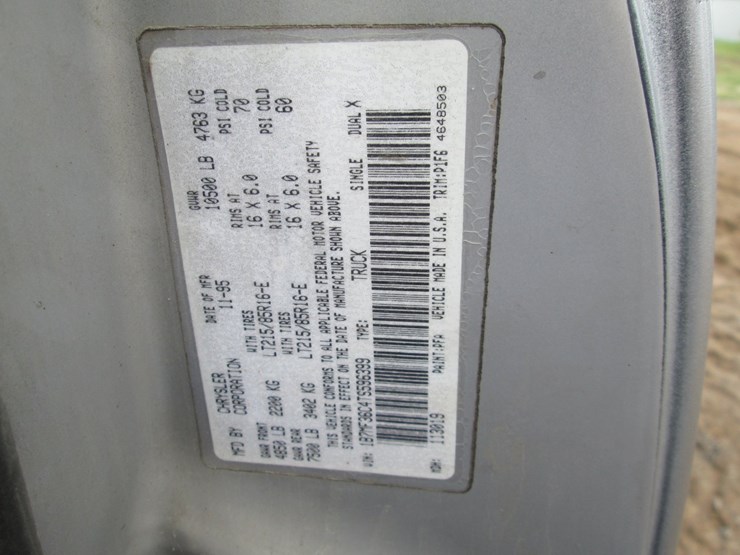 MFD BY CHRYSLER CORPORATION DATE OF MFR 11-95 GVWR 10500 LB 4763 KG
GAWR FRONT WITH TIRES RIMS AT PSI COLD
4850 LB 2200 KG LT215/85R16-E 16 X 6.0 70
GAWR REAR WITH TIRES RIMS AT PSI COLD
7500 LB 3402 KG LT215/85R16-E 16 X 6.0 60
THIS VEHICLE CONFORMS TO ALL APPLICABLE FEDERAL MOTOR VEHICLE SAFETY
STANDARDS IN EFFECT ON THE DATE OF MANUFACTURE SHOWN ABOVE.
VIN: 1B7MF36C4TS596399 TYPE: TRUCK SINGLE DUAL X
MDH: 113019 PAINT:PFA VEHICLE MADE IN U.S.A. TRIM:P1F6 4648503